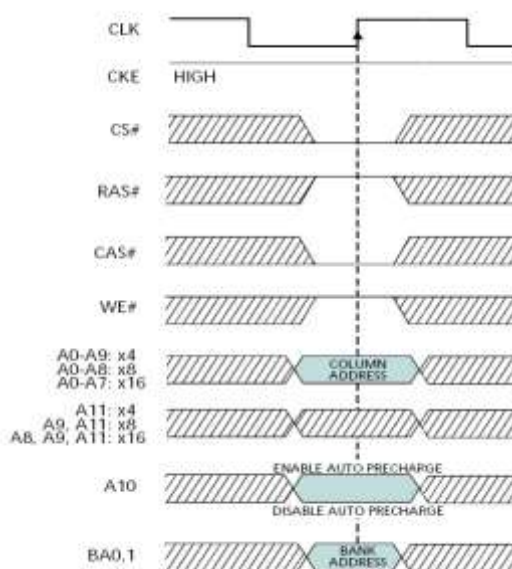 CLK
CKE HIGH
CS#
RAS#
CAS#
WE#
A0-A9: x4
A0-A8: x8
A0-A7: x16
COLUMN
ADDRESS
A11: x4
A9, A11: x8
A8, A9, A11: x16
ENABLE AUTO PRECHARGE
A10
DISABLE AUTO PRECHARGE
BA0,1
BANK
ADDRESS